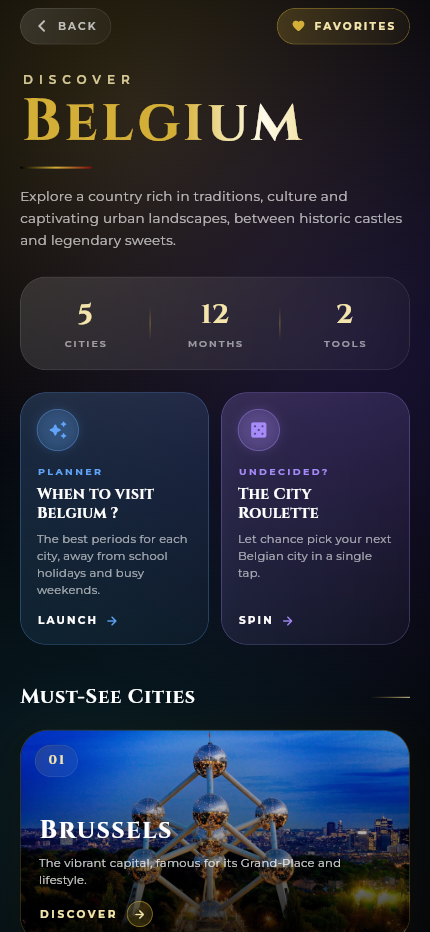 BACK
FAVORITES
DISCOVER
BELGIUM
Explore a country rich in traditions, culture and
captivating urban landscapes, between historic castles
and legendary sweets.
5
12
2
CITIES
MONTHS
TOOLS
PLANNER
WHEN TO VISIT
BELGIUM ?
The best periods for each
city, away from school
holidays and busy
weekends.
LAUNCH
UNDECIDED?
THE CITY
ROULETTE
Let chance pick your next
Belgian city in a single
tap.
SPIN
MUST-SEE CITIES
01
BRUSSELS
The vibrant capital, famous for its Grand-Place and
lifestyle.
DISCOVER